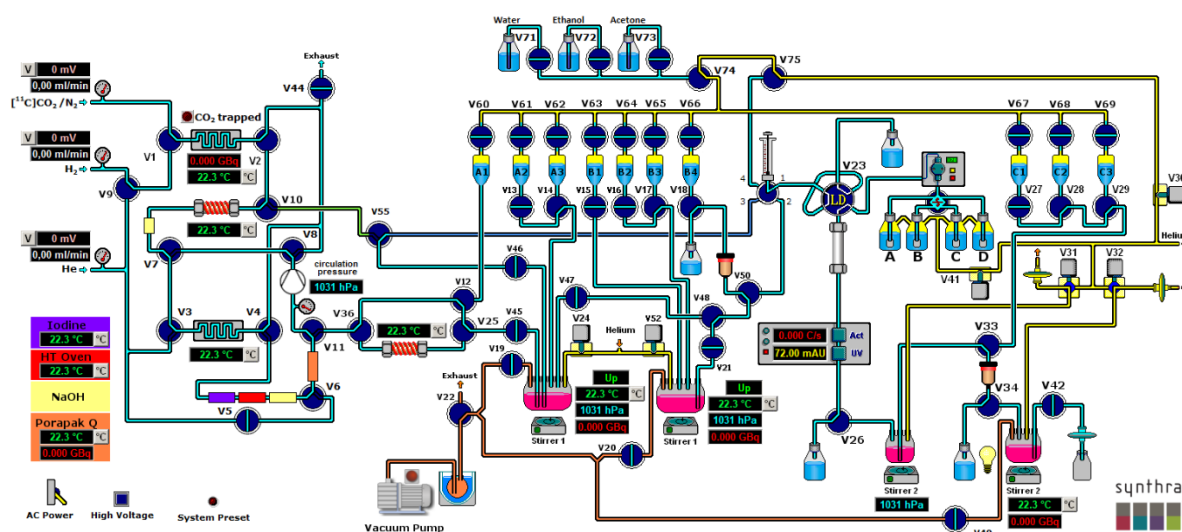 Water Ethanol Acetone
V71 V72 V73
V 0 mV
0,00 ml/min
[¹¹C]CO₂ /N₂
Exhaust
V44
V74 V75
CO₂ trapped
V60 V61 V62 V63 V64 V65 V66 V67 V68 V69
V 0 mV
0,00 ml/min
H₂
V1
0.000 GBq V2
22.3 °C °C
V9
A1 A2 A3 B1 B2 B3 B4
V23
4 1
3 2
LD
C1 C2 C3
V13 V14 V15 V16 V17 V18
V27 V28 V29
V30
22.3 °C °C
V10
V55
V 0 mV
0,00 ml/min
He
V7
V8
circulation
pressure
1031 hPa
V46
V47
V50
A B C D
V41
V31 V32
Helium
V12
V36
V25
V45
V48
V24 Helium V52
Iodine
22.3 °C °C
HT Oven
22.3 °C °C
NaOH
Porapak Q
22.3 °C °C
0.000 GBq
V3 V4
22.3 °C °C
V11
22.3 °C °C
0.000 C/s Act
72.00 mAU UV
V33
V19
V21
V6
V5
Exhaust
V22
Up
22.3 °C °C
1031 hPa
0.000 GBq
Stirrer 1
Up
22.3 °C °C
1031 hPa
0.000 GBq
Stirrer 1
V20
V26
V34 V42
Stirrer 2
1031 hPa
Stirrer 2
22.3 °C °C
0.000 GBq
AC Power
High Voltage
System Preset
Vacuum Pump
synthra